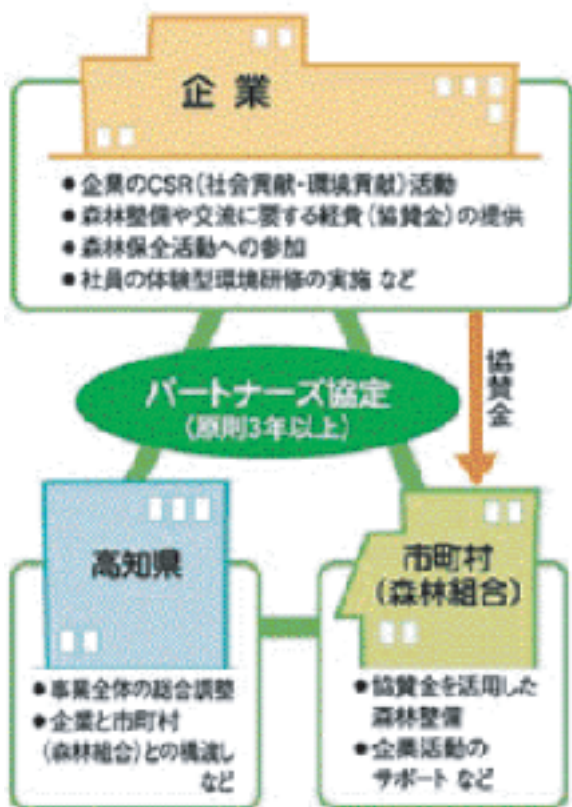 企業
●企業のCSR(社会貢献・環境貢献)活動
●森林整備や交流に要する経費(協賛金)の提供
●森林保全活動への参加
●社員の体験型環境研修の実施 など
パートナーズ協定
(原則3年以上)
協賛金
高知県
●事業全体の総合調整
●企業と市町村
(森林組合)との橋渡し
など
市町村
(森林組合)
●協賛金を活用した
森林整備
●企業活動の
サポート など